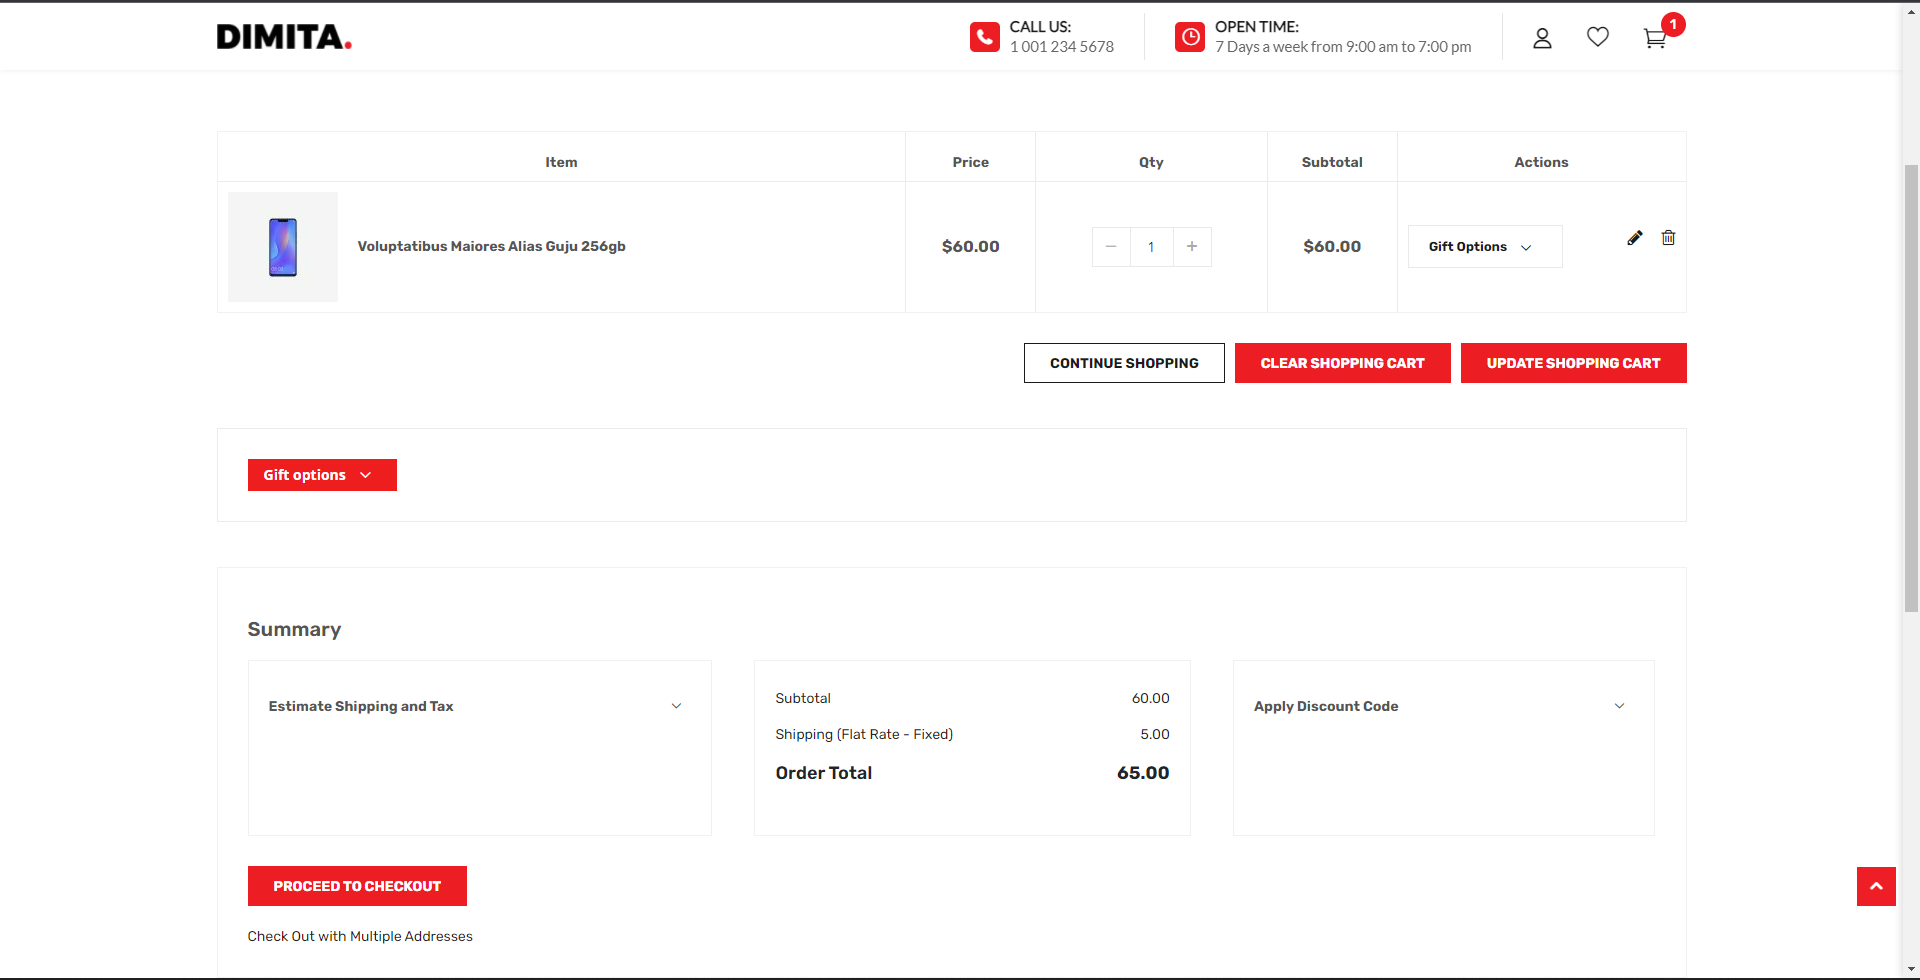 DIMITA.
CALL US:
1 001 234 5678
OPEN TIME:
7 Days a week from 9:00 am to 7:00 pm
1
Item Price Qty Subtotal Actions
Voluptatibus Maiores Alias Guju 256gb $60.00 − 1 + $60.00 Gift Options
CONTINUE SHOPPING CLEAR SHOPPING CART UPDATE SHOPPING CART
Gift options
Summary
Estimate Shipping and Tax
Subtotal 60.00
Shipping (Flat Rate - Fixed) 5.00
Order Total 65.00
Apply Discount Code
PROCEED TO CHECKOUT
Check Out with Multiple Addresses